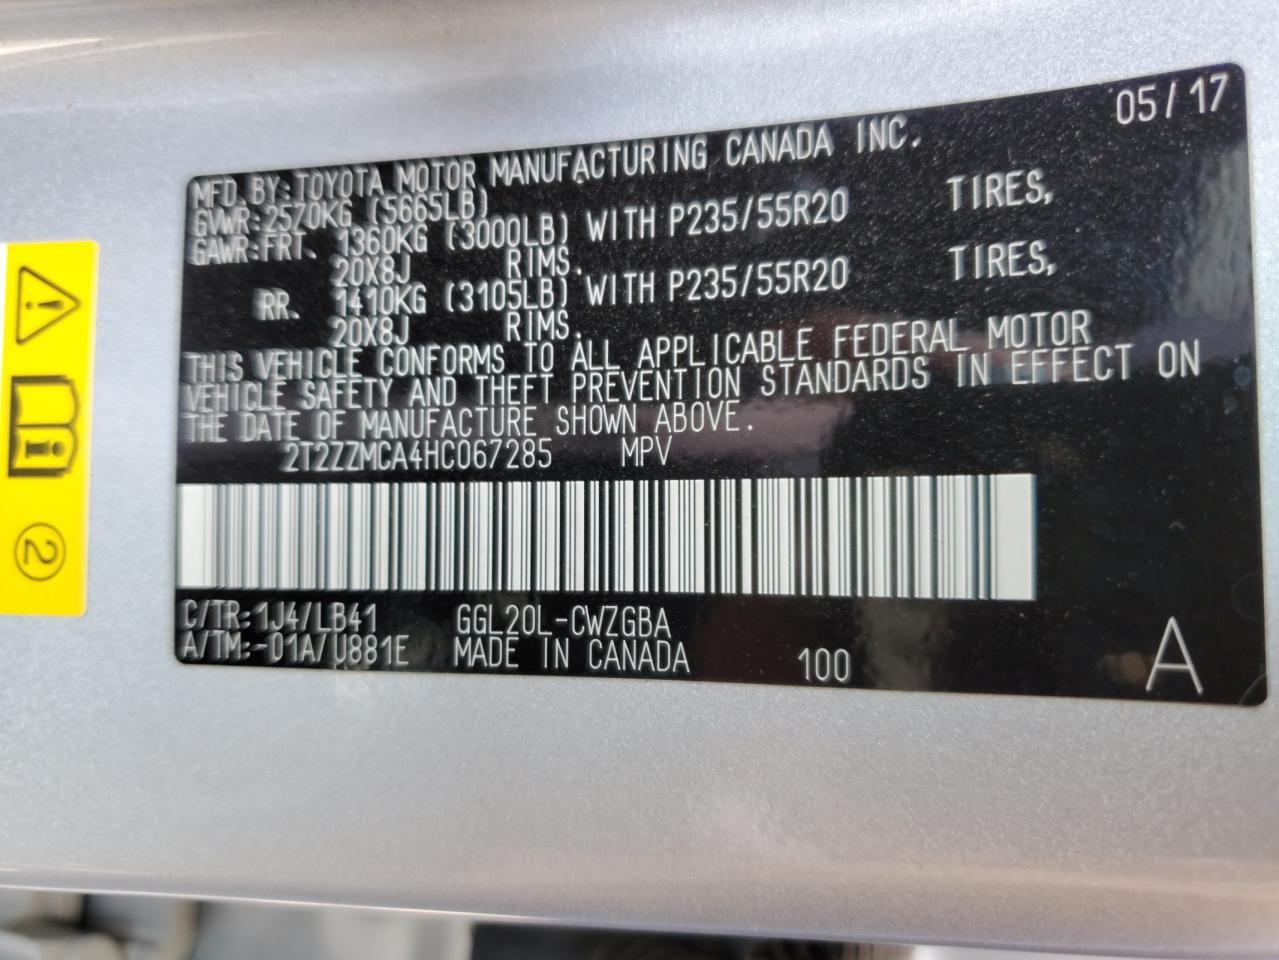 05/17
MFD. BY: TOYOTA MOTOR MANUFACTURING CANADA INC.
GVWR: 2570KG (5665LB)
GAWR: FRT. 1360KG (3000LB) WITH P235/55R20 TIRES,
20X8J RIMS.
RR. 1410KG (3105LB) WITH P235/55R20 TIRES,
20X8J RIMS.
THIS VEHICLE CONFORMS TO ALL APPLICABLE FEDERAL MOTOR
VEHICLE SAFETY AND THEFT PREVENTION STANDARDS IN EFFECT ON
THE DATE OF MANUFACTURE SHOWN ABOVE.
2T2ZZMCA4HC067285 MPV
C/TR: 1J4/LB41 GGL20L-CWZGBA
A/TM: -01A/U881E MADE IN CANADA 100 A
2